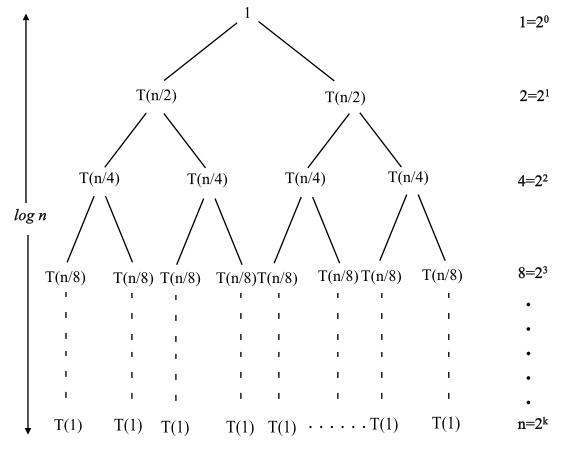 1 1=2⁰
T(n/2) T(n/2) 2=2¹
T(n/4) T(n/4) T(n/4) T(n/4) 4=2²
log n
T(n/8) T(n/8) T(n/8) T(n/8) T(n/8) T(n/8) T(n/8) T(n/8) 8=2³
T(1) T(1) T(1) T(1) T(1) . . . . . . . T(1) T(1) n=2ᵏ